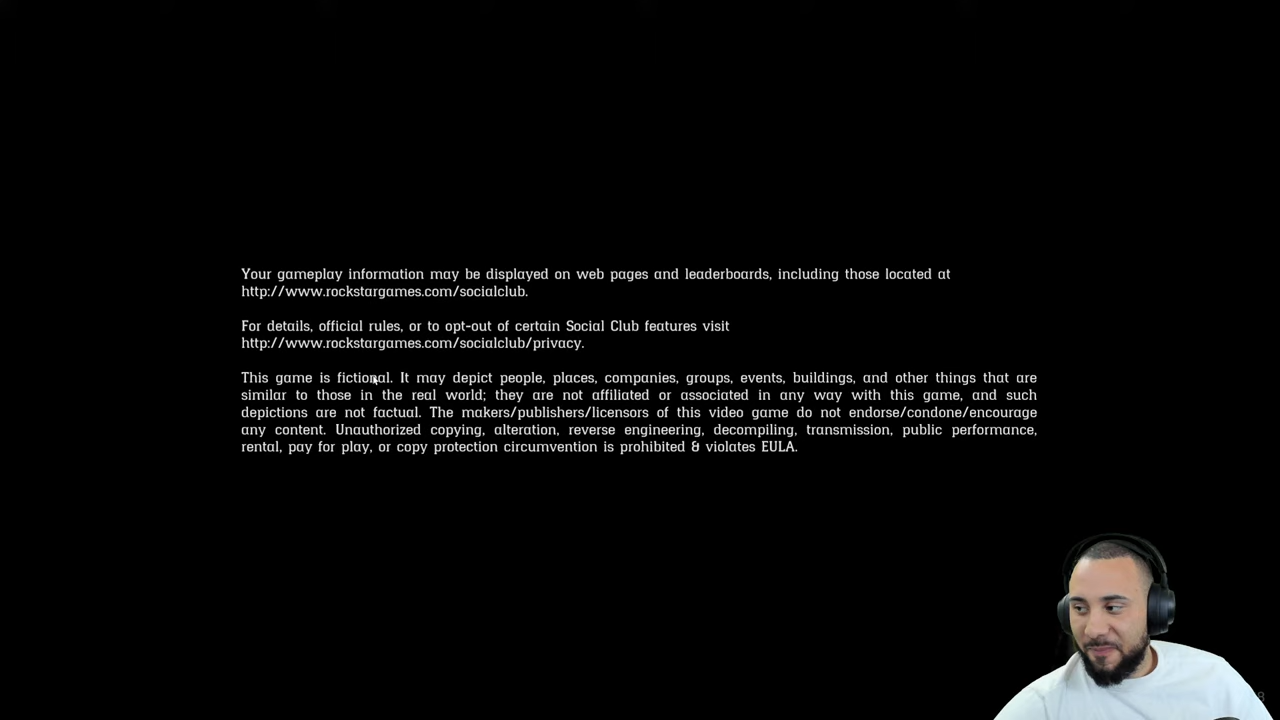 Your gameplay information may be displayed on web pages and leaderboards, including those located at
http://www.rockstargames.com/socialclub.
For details, official rules, or to opt-out of certain Social Club features visit
http://www.rockstargames.com/socialclub/privacy.
This game is fictional. It may depict people, places, companies, groups, events, buildings, and other things that are
similar to those in the real world; they are not affiliated or associated in any way with this game, and such
depictions are not factual. The makers/publishers/licensors of this video game do not endorse/condone/encourage
any content. Unauthorized copying, alteration, reverse engineering, decompiling, transmission, public performance,
rental, pay for play, or copy protection circumvention is prohibited & violates EULA.